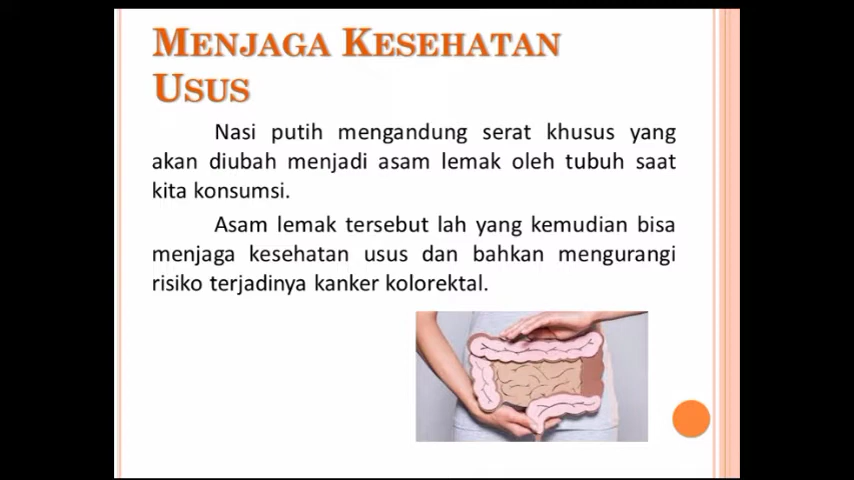 MENJAGA KESEHATAN
USUS
Nasi putih mengandung serat khusus yang
akan diubah menjadi asam lemak oleh tubuh saat
kita konsumsi.
Asam lemak tersebut lah yang kemudian bisa
menjaga kesehatan usus dan bahkan mengurangi
risiko terjadinya kanker kolorektal.